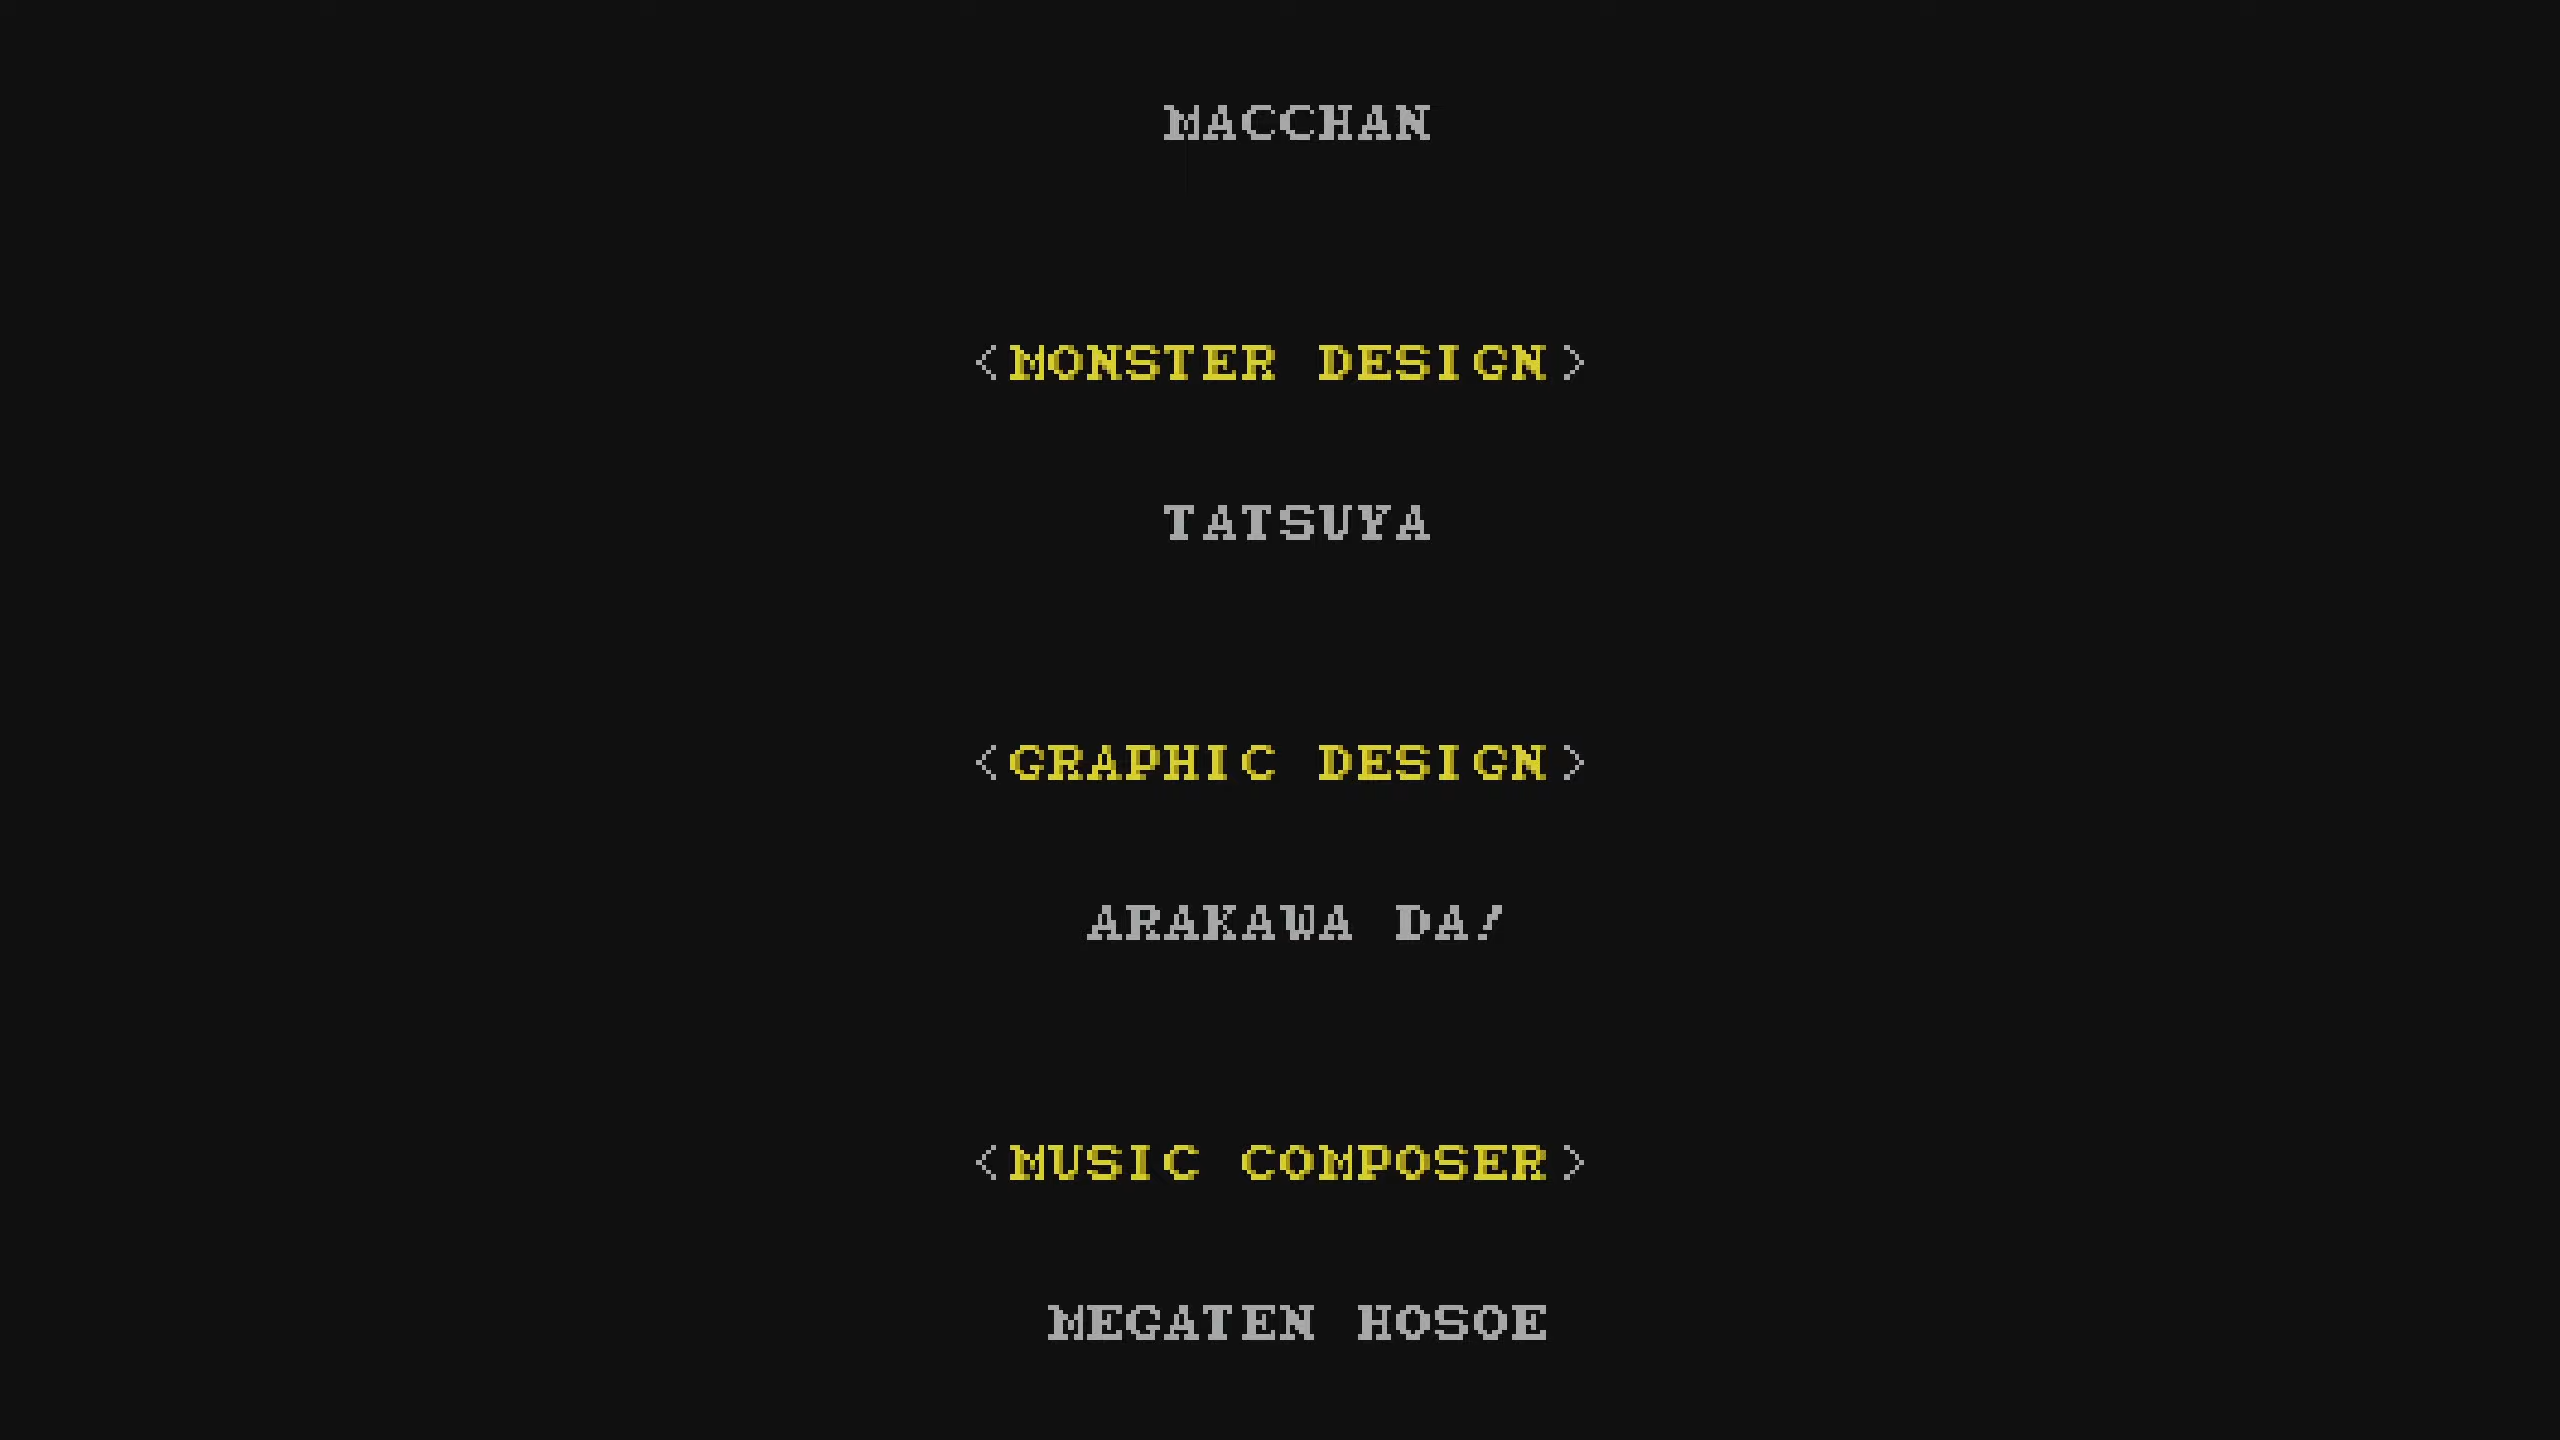 MACCHAN
<MONSTER DESIGN>
TATSUYA
<GRAPHIC DESIGN>
ARAKAWA DA!
<MUSIC COMPOSER>
MEGATEN HOSOE